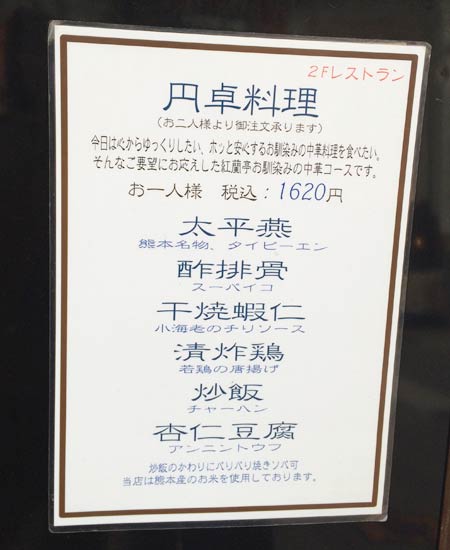 2Fレストラン
円卓料理
（お二人様より御注文承ります）
今日は心からゆっくりしたい、ホッと安心するお馴染みの中華料理を食べたい。
そんなご要望にお応えした紅蘭亭お馴染みの中華コースです。
お一人様 税込：1620円
太平燕
熊本名物、タイピーエン
酢排骨
スーパイコ
干焼蝦仁
小海老のチリソース
清炸鶏
若鶏の唐揚げ
炒飯
チャーハン
杏仁豆腐
アンニントウフ
炒飯のかわりにパリパリ焼きソバ可
当店は熊本産のお米を使用しております。